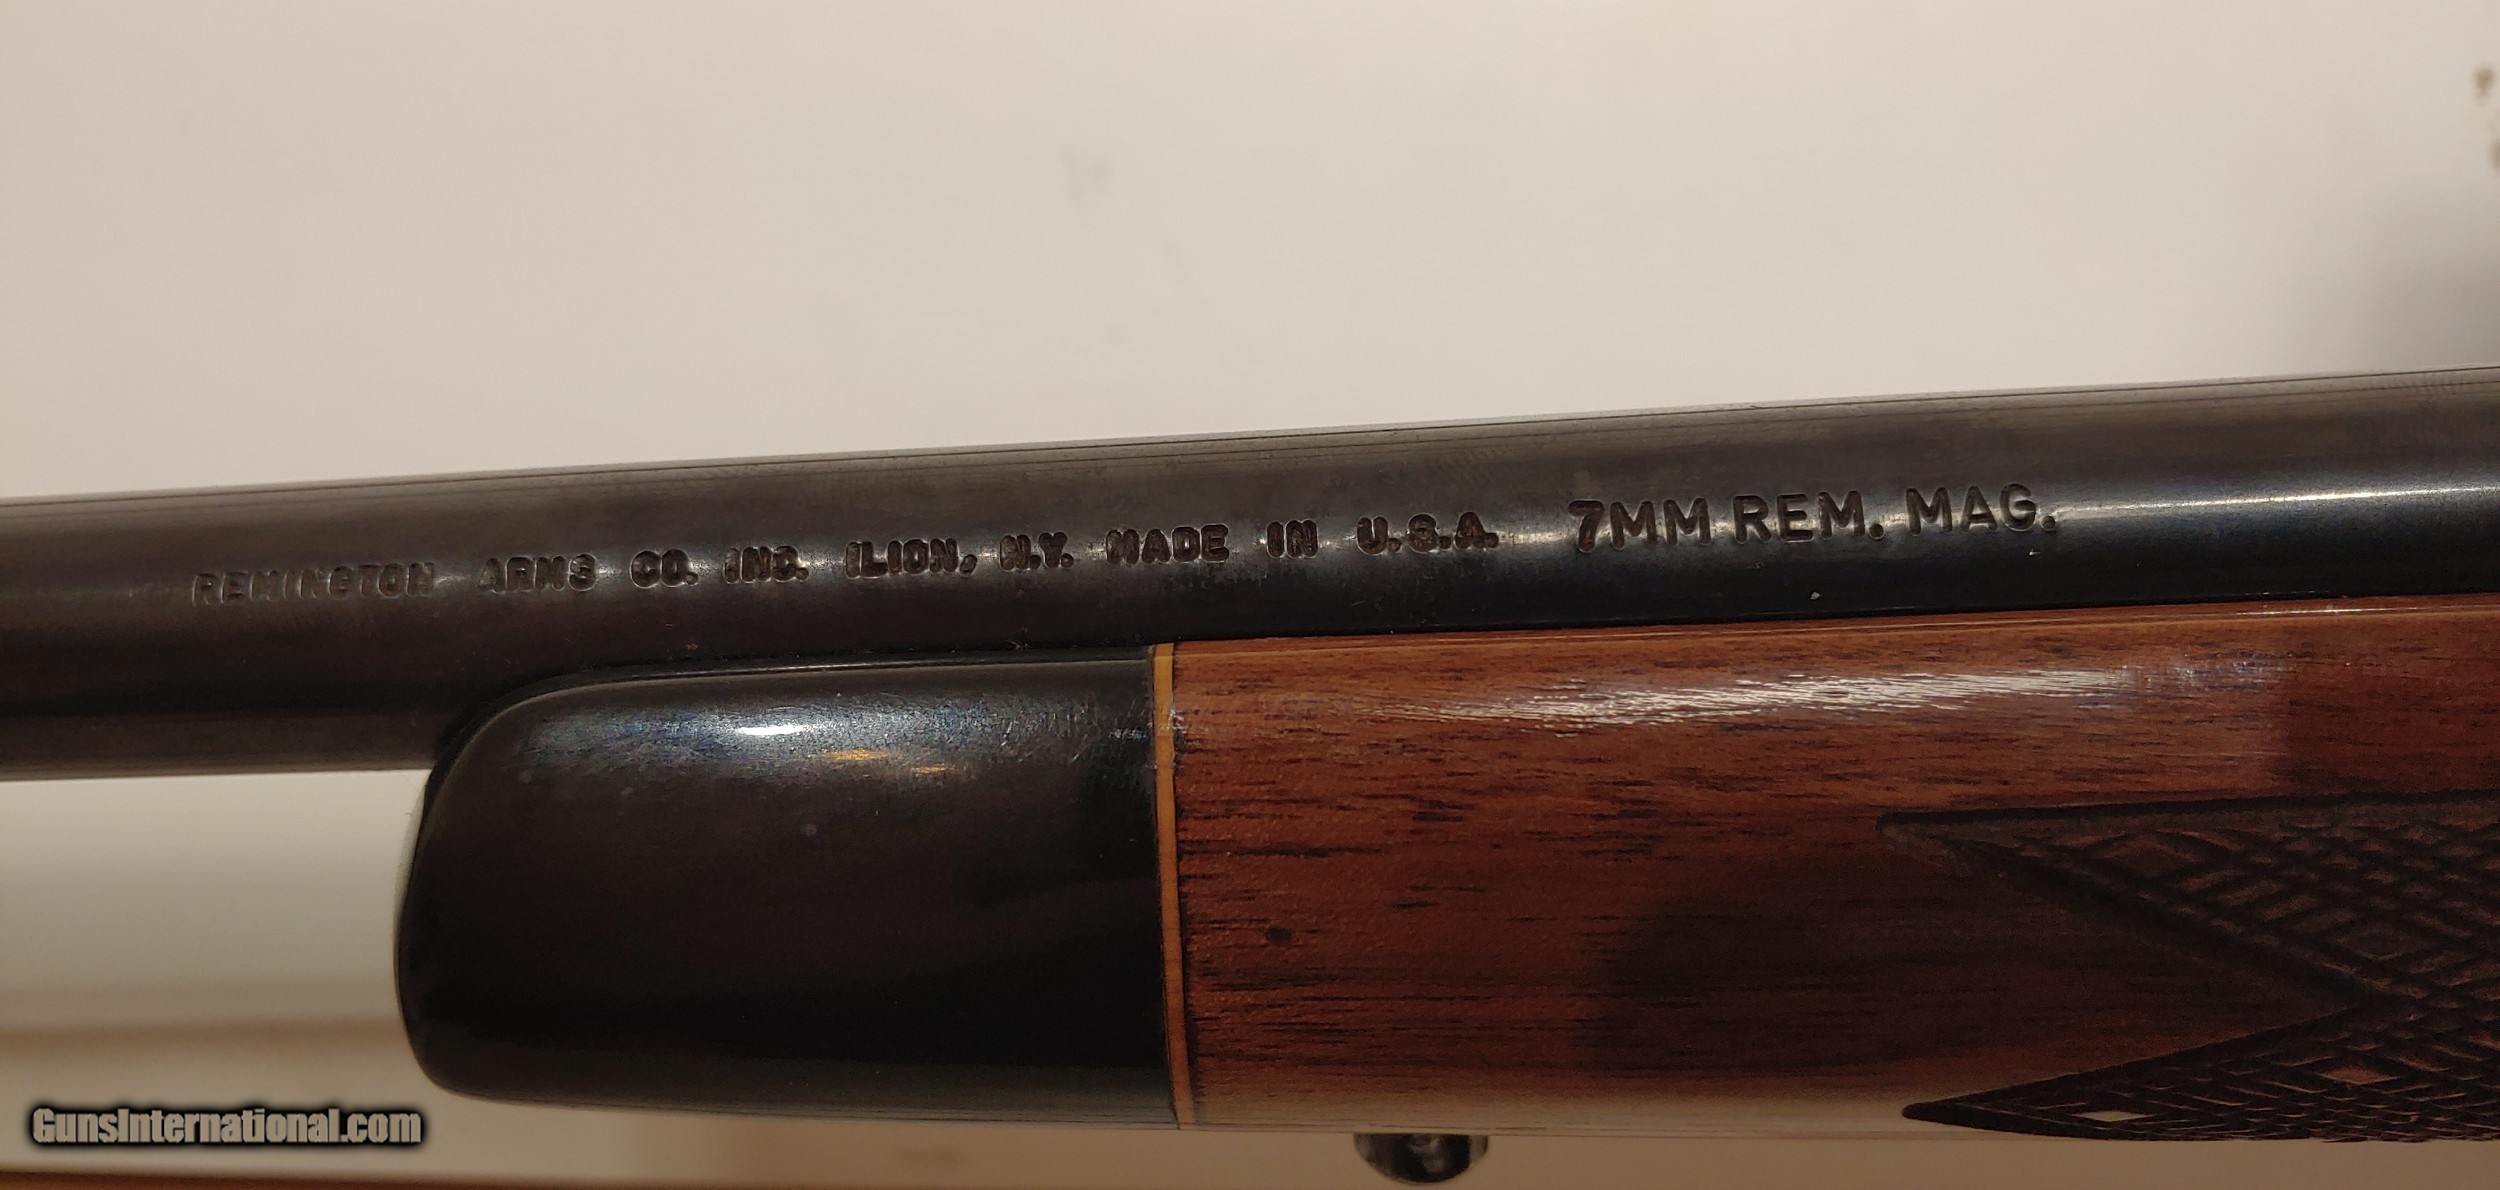 REMINGTON ARMS CO. INC. ILION, N.Y. MADE IN U.S.A. 7MM REM. MAG.
GunsInternational.com